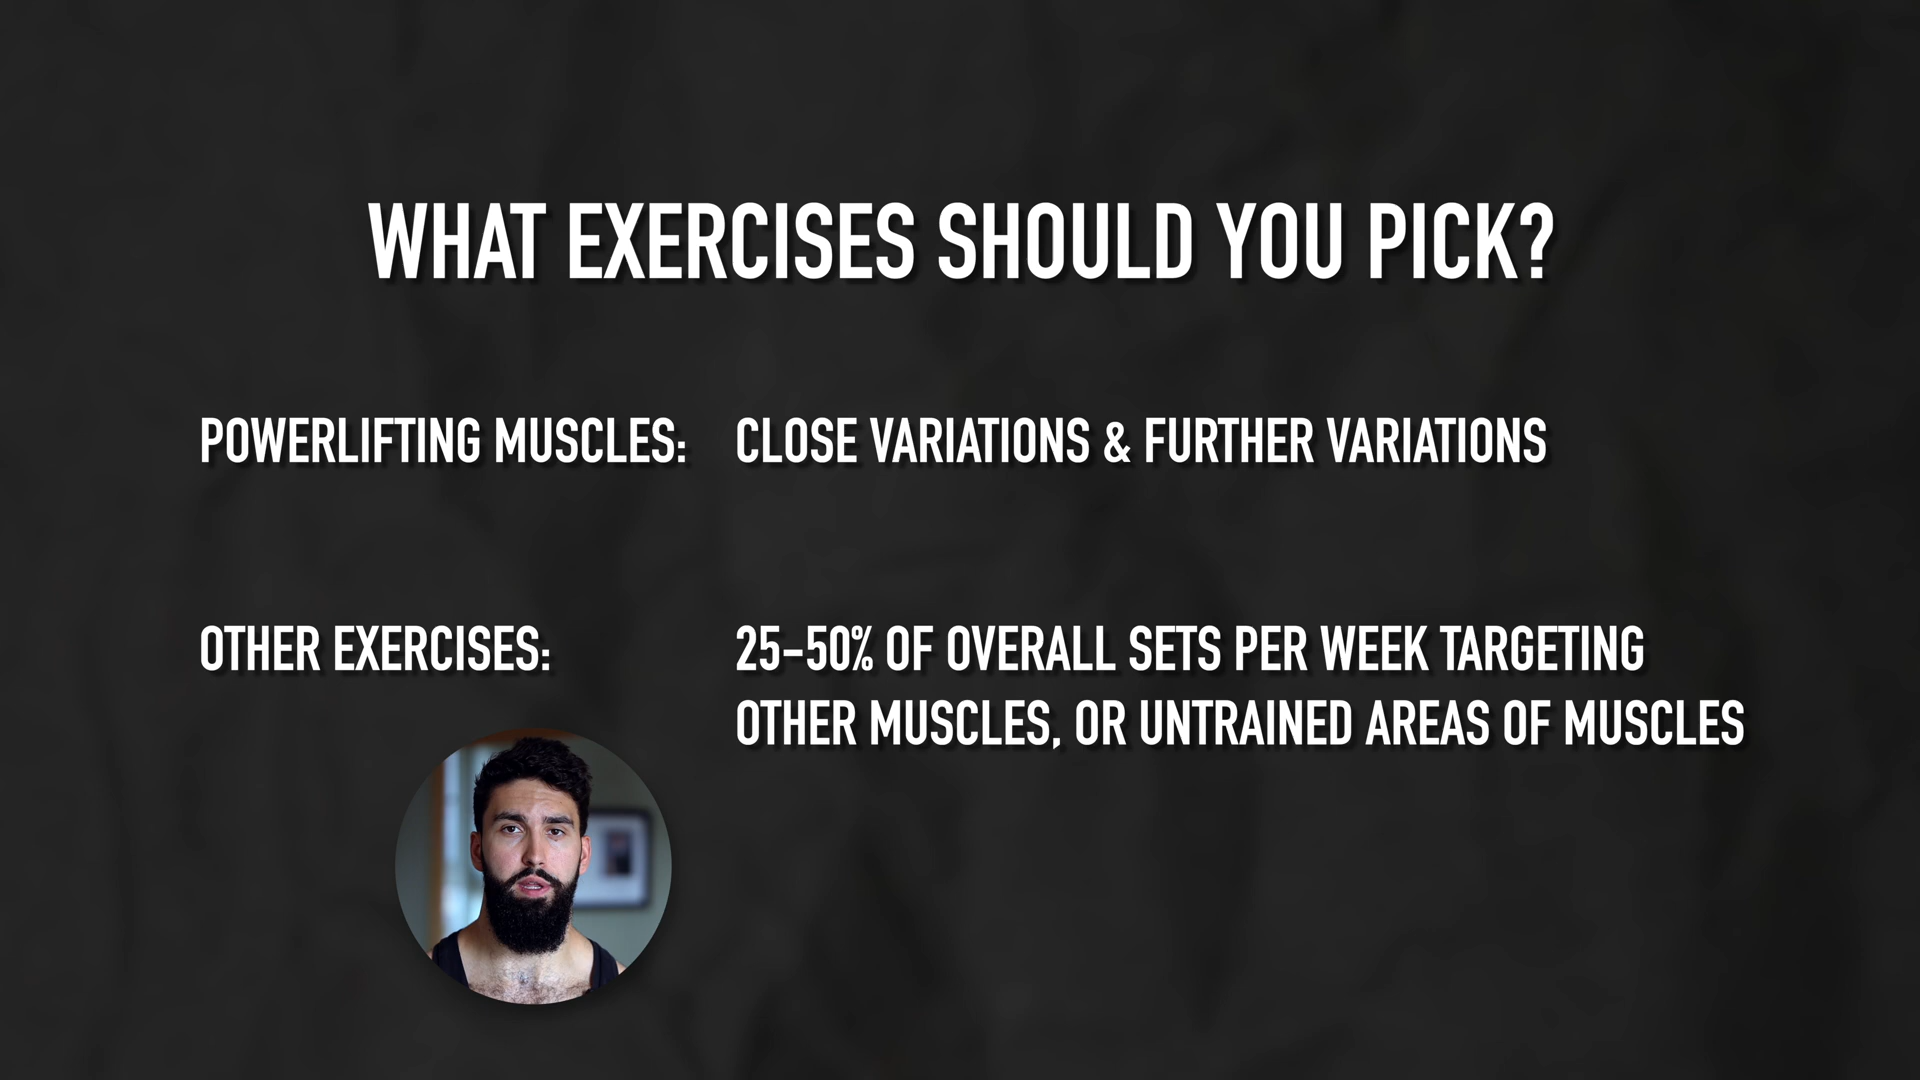 WHAT EXERCISES SHOULD YOU PICK?
POWERLIFTING MUSCLES: CLOSE VARIATIONS & FURTHER VARIATIONS
OTHER EXERCISES: 25-50% OF OVERALL SETS PER WEEK TARGETING
OTHER MUSCLES, OR UNTRAINED AREAS OF MUSCLES